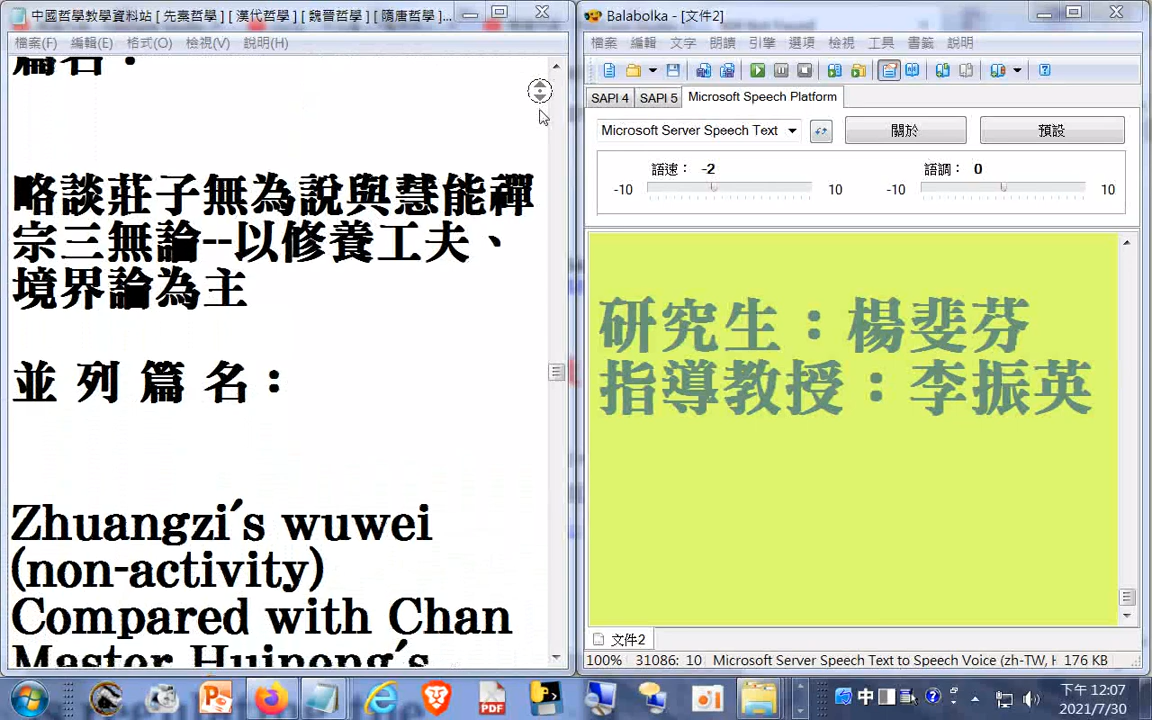 中國哲學教學資料站 [ 先秦哲學 ] [ 漢代哲學 ] [ 魏晉哲學 ] [ 隋唐哲學 ]...
檔案(F) 編輯(E) 格式(O) 檢視(V) 說明(H)
篇名：
略談莊子無為說與慧能禪
宗三無論--以修養工夫、
境界論為主
並 列 篇 名：
Zhuangzi's wuwei
(non-activity)
Compared with Chan
Master Huineng's
Balabolka - [文件2]
檔案 編輯 文字 朗讀 引擎 選項 檢視 工具 書籤 說明
SAPI 4 SAPI 5 Microsoft Speech Platform
Microsoft Server Speech Text 關於 預設
語速： -2 語調： 0
-10 10 -10 10
研究生：楊斐芬
指導教授：李振英
文件2
100% 31086: 10 Microsoft Server Speech Text to Speech Voice (zh-TW, H 176 KB
PDF 中 下午 12:07
2021/7/30